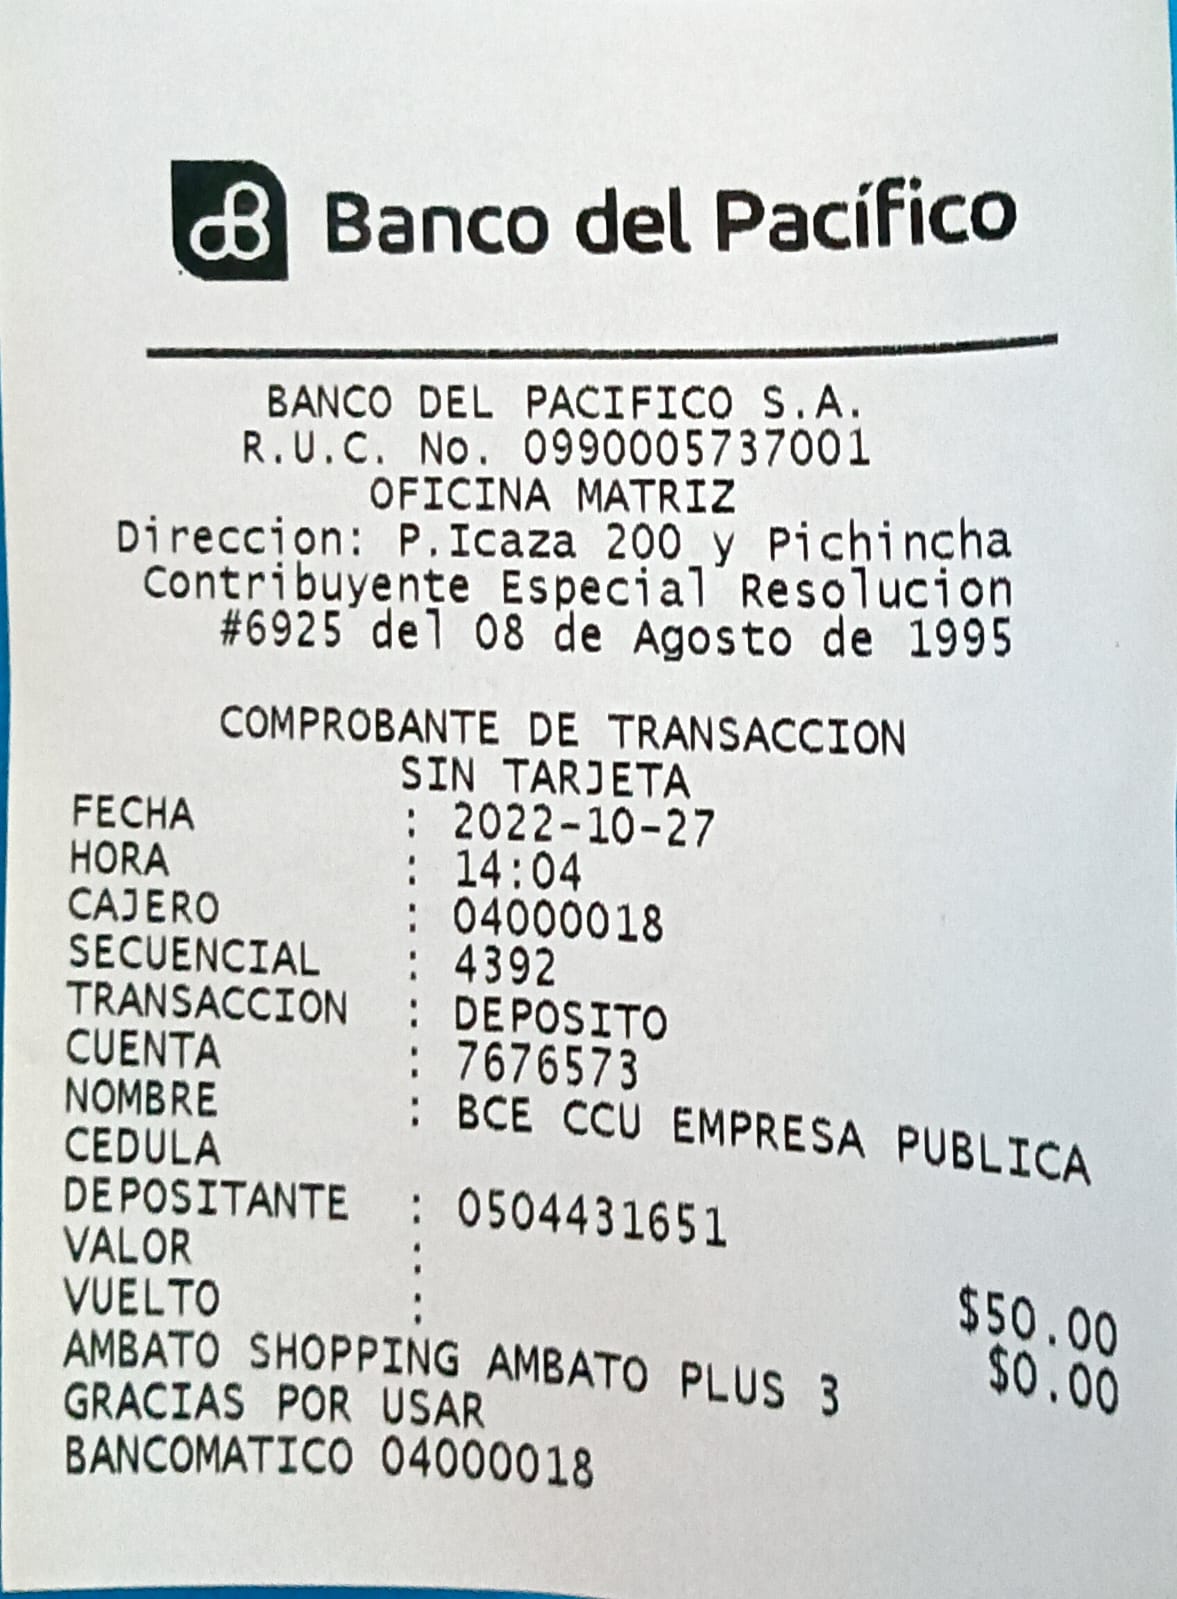 Banco del Pacífico
BANCO DEL PACIFICO S.A.
R.U.C. No. 0990005737001
OFICINA MATRIZ
Direccion: P.Icaza 200 y Pichincha
Contribuyente Especial Resolucion
#6925 del 08 de Agosto de 1995
COMPROBANTE DE TRANSACCION
SIN TARJETA
FECHA : 2022-10-27
HORA : 14:04
CAJERO : 04000018
SECUENCIAL : 4392
TRANSACCION : DEPOSITO
CUENTA : 7676573
NOMBRE : BCE CCU EMPRESA PUBLICA
CEDULA
DEPOSITANTE : 0504431651
VALOR : $50.00
VUELTO : $0.00
AMBATO SHOPPING AMBATO PLUS 3
GRACIAS POR USAR
BANCOMATICO 04000018